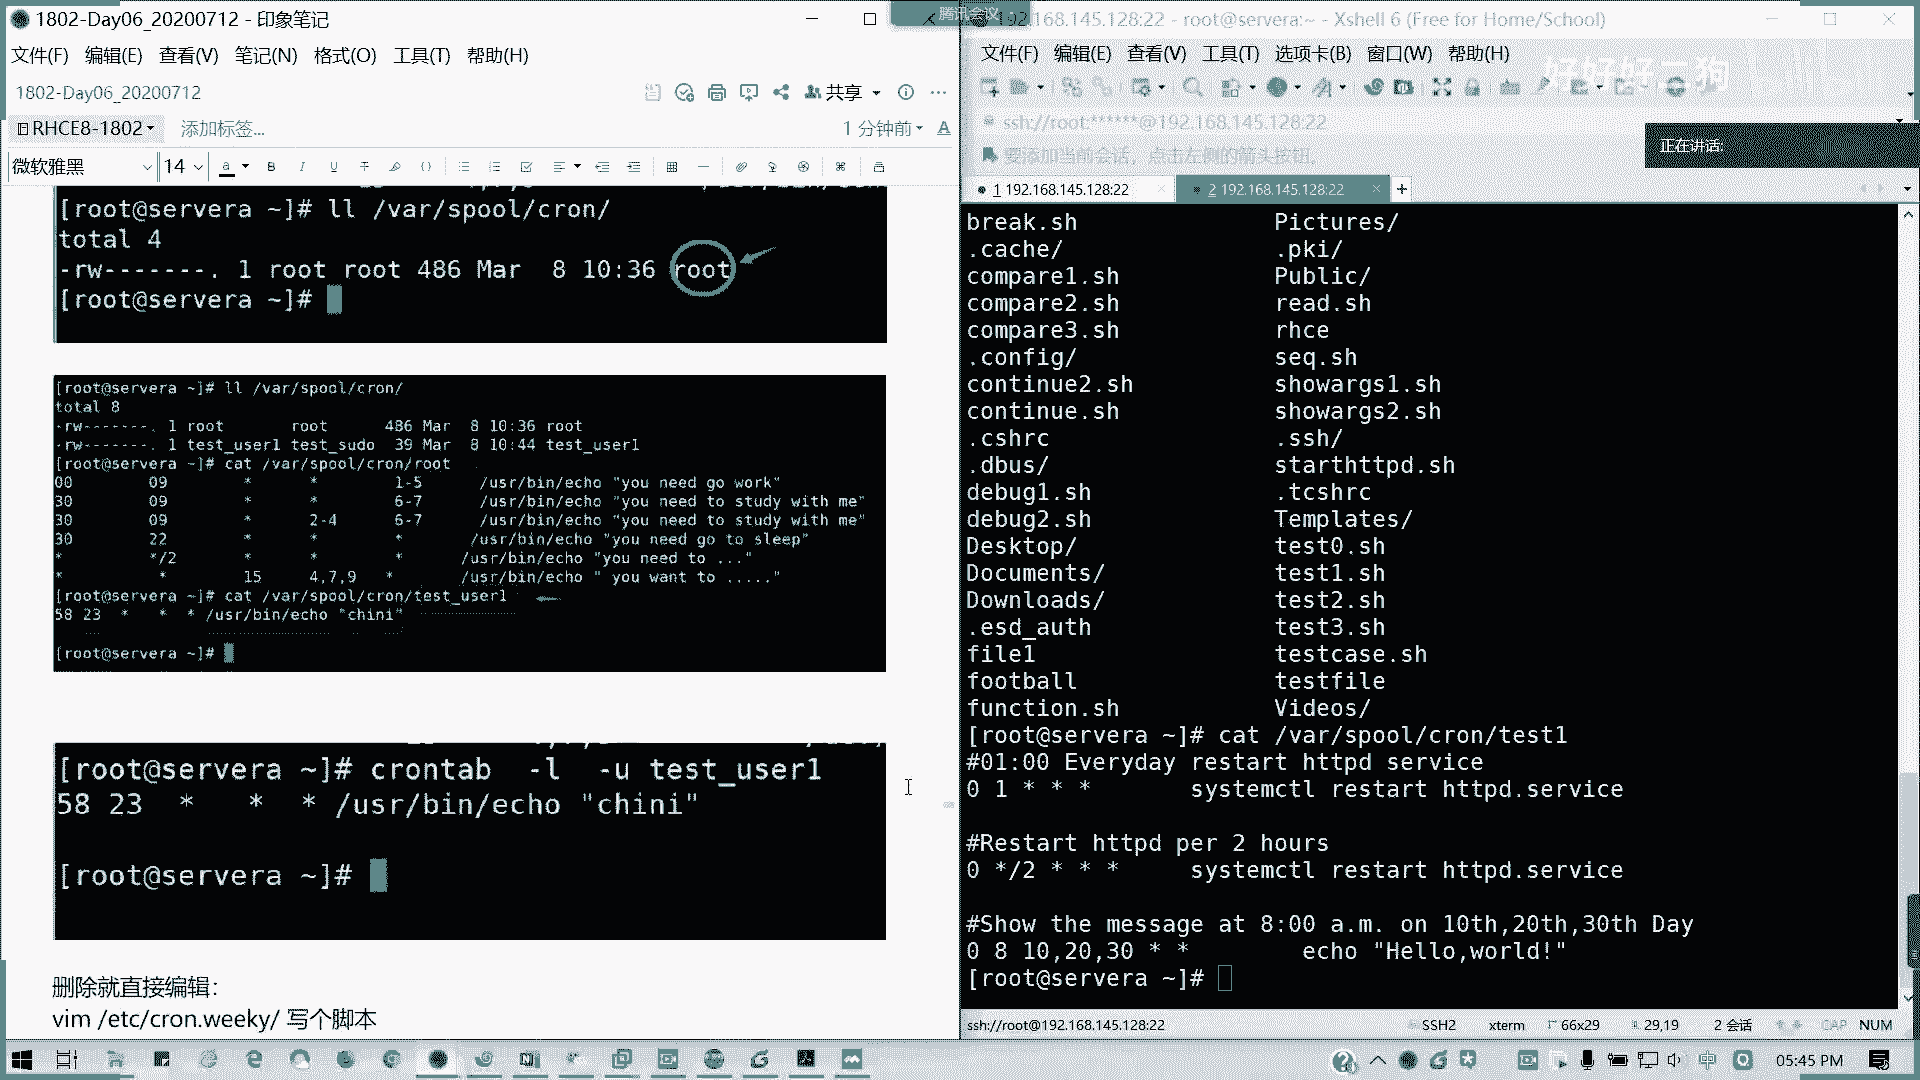 1802-Day06_20200712 - 印象笔记
文件(F) 编辑(E) 查看(V) 笔记(N) 格式(O) 工具(T) 帮助(H)
1802-Day06_20200712
共享
RHCE8-1802 添加标签...
1 分钟前
微软雅黑 14
[root@servera ~]# ll /var/spool/cron/
total 4
-rw-------. 1 root root 486 Mar  8 10:36 root
[root@servera ~]#
[root@servera ~]# ll /var/spool/cron/
total 8
-rw-------. 1 root       root      486 Mar  8 10:36 root
-rw-------. 1 test_user1 test_sudo  39 Mar  8 10:44 test_user1
[root@servera ~]# cat /var/spool/cron/root
00 09 * * 1-5 /usr/bin/echo "you need go work"
30 09 * * 6-7 /usr/bin/echo "you need to study with me"
30 09 * 2-4 6-7 /usr/bin/echo "you need to study with me"
30 22 * * * /usr/bin/echo "you need go to sleep"
* */2 * * * /usr/bin/echo "you need to ..."
* * 15 4,7,9 * /usr/bin/echo " you want to ....."
[root@servera ~]# cat /var/spool/cron/test_user1
58 23 * * * /usr/bin/echo "chini"
[root@servera ~]#
[root@servera ~]# crontab -l -u test_user1
58 23 * * * /usr/bin/echo "chini"
[root@servera ~]#
删除就直接编辑：
vim /etc/cron.weeky/ 写个脚本
腾讯会议
192.168.145.128:22 - root@servera:~ - Xshell 6 (Free for Home/School)
文件(F) 编辑(E) 查看(V) 工具(T) 选项卡(B) 窗口(W) 帮助(H)
好好好二狗
ssh://root:******@192.168.145.128:22
正在讲话:
要添加当前会话，点击左侧的箭头按钮。
1 192.168.145.128:22 2 192.168.145.128:22
break.sh Pictures/
.cache/ .pki/
compare1.sh Public/
compare2.sh read.sh
compare3.sh rhce
.config/ seq.sh
continue2.sh showargs1.sh
continue.sh showargs2.sh
.cshrc .ssh/
.dbus/ starthttpd.sh
debug1.sh .tcshrc
debug2.sh Templates/
Desktop/ test0.sh
Documents/ test1.sh
Downloads/ test2.sh
.esd_auth test3.sh
file1 testcase.sh
football testfile
function.sh Videos/
[root@servera ~]# cat /var/spool/cron/test1
#01:00 Everyday restart httpd service
0 1 * * * systemctl restart httpd.service
#Restart httpd per 2 hours
0 */2 * * * systemctl restart httpd.service
#Show the message at 8:00 a.m. on 10th,20th,30th Day
0 8 10,20,30 * * echo "Hello,world!"
[root@servera ~]#
ssh://root@192.168.145.128:22 SSH2 xterm 66x29 29,19 2 会话 CAP NUM
中 05:45 PM